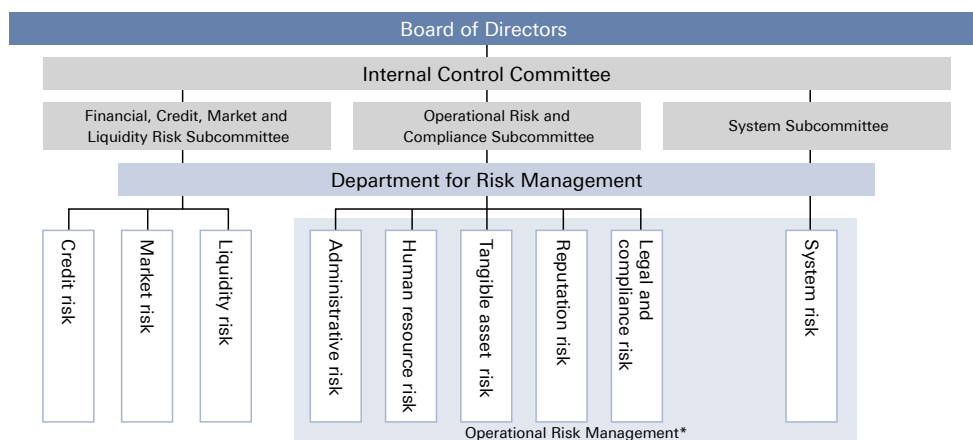 Board of Directors
Internal Control Committee
Financial, Credit, Market and
Liquidity Risk Subcommittee
Operational Risk and
Compliance Subcommittee
System Subcommittee
Department for Risk Management
Credit risk
Market risk
Liquidity risk
Administrative risk
Human resource risk
Tangible asset risk
Reputation risk
Legal and
compliance risk
System risk
Operational Risk Management*